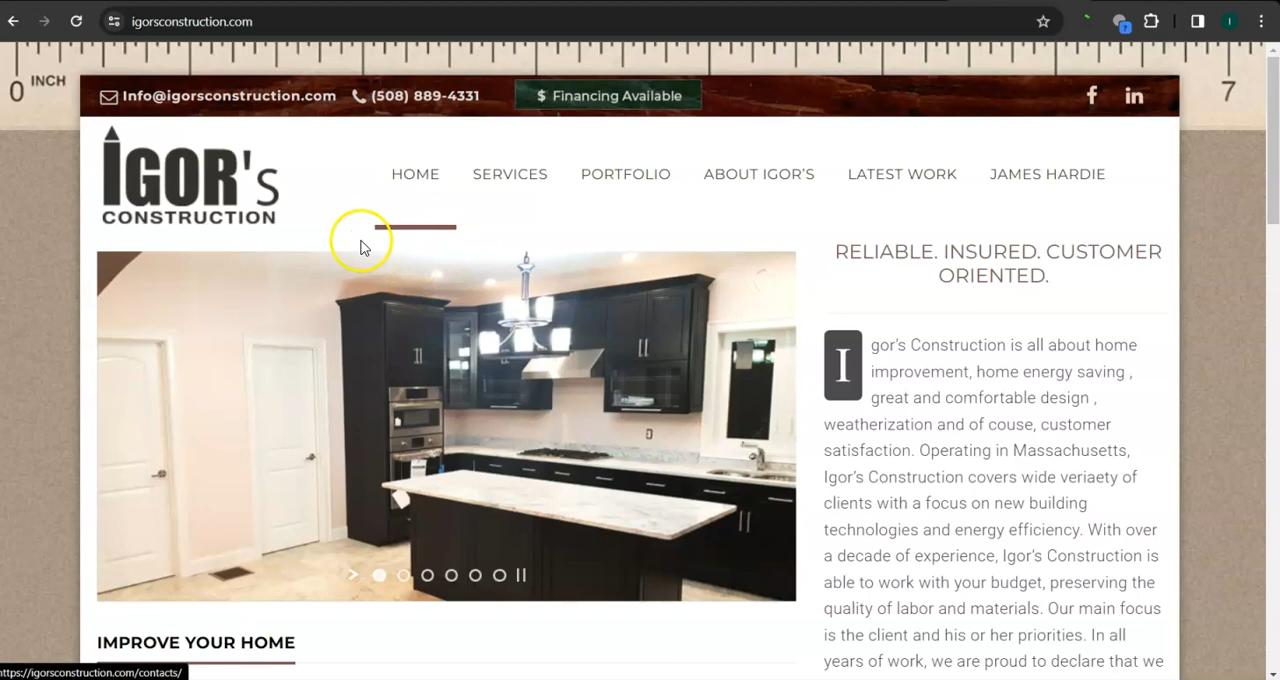 igorsconstruction.com
0 INCH
7
Info@igorsconstruction.com (508) 889-4331 $ Financing Available
IGOR's
CONSTRUCTION
HOME SERVICES PORTFOLIO ABOUT IGOR'S LATEST WORK JAMES HARDIE
RELIABLE. INSURED. CUSTOMER
ORIENTED.
Igor's Construction is all about home
improvement, home energy saving ,
great and comfortable design ,
weatherization and of couse, customer
satisfaction. Operating in Massachusetts,
Igor's Construction covers wide veriaety of
clients with a focus on new building
technologies and energy efficiency. With over
a decade of experience, Igor's Construction is
able to work with your budget, preserving the
quality of labor and materials. Our main focus
is the client and his or her priorities. In all
years of work, we are proud to declare that we
IMPROVE YOUR HOME
https://igorsconstruction.com/contacts/